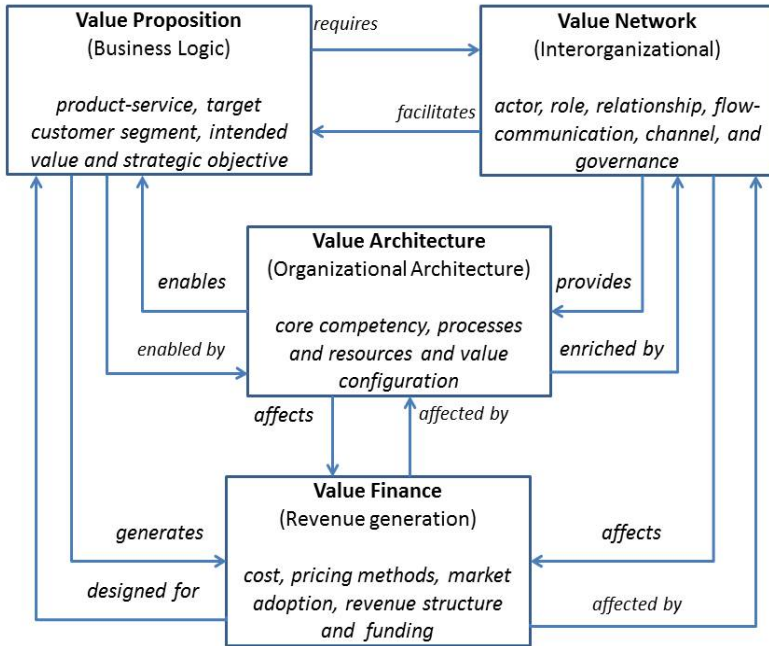 Value Proposition
(Business Logic)
product-service, target
customer segment, intended
value and strategic objective
requires
facilitates
Value Network
(Interorganizational)
actor, role, relationship, flow-
communication, channel, and
governance
Value Architecture
(Organizational Architecture)
core competency, processes
and resources and value
configuration
enables
enabled by
provides
enriched by
affects
affected by
Value Finance
(Revenue generation)
cost, pricing methods, market
adoption, revenue structure
and funding
generates
designed for
affects
affected by